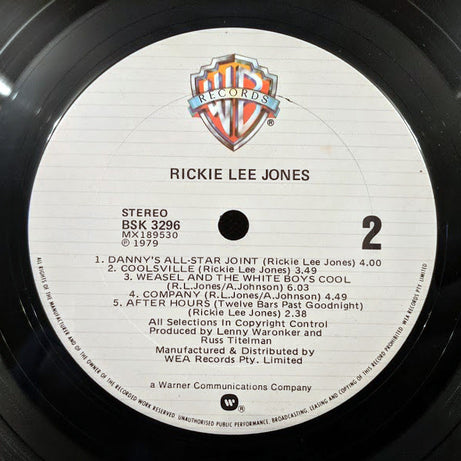 WB
RECORDS
®
RICKIE LEE JONES
STEREO
BSK 3296
MX189530
℗ 1979
2
1. DANNY'S ALL-STAR JOINT (Rickie Lee Jones) 4.00
2. COOLSVILLE (Rickie Lee Jones) 3.49
3. WEASEL AND THE WHITE BOYS COOL
(R.L.Jones/A.Johnson) 6.03
4. COMPANY (R.L.Jones/A.Johnson) 4.49
5. AFTER HOURS (Twelve Bars Past Goodnight)
(Rickie Lee Jones) 2.38
All Selections in Copyright Control
Produced by Lenny Waronker and
Russ Titelman
Manufactured & Distributed by
WEA Records Pty. Limited
a Warner Communications Company
®
ALL RIGHTS OF THE MANUFACTURER AND OF THE OWNER OF THE RECORDED WORK RESERVED. UNAUTHORISED PUBLIC PERFORMANCE, BROADCASTING, LEASING AND COPYING OF THIS RECORD PROHIBITED. WEA RECORDS PTY. LIMITED